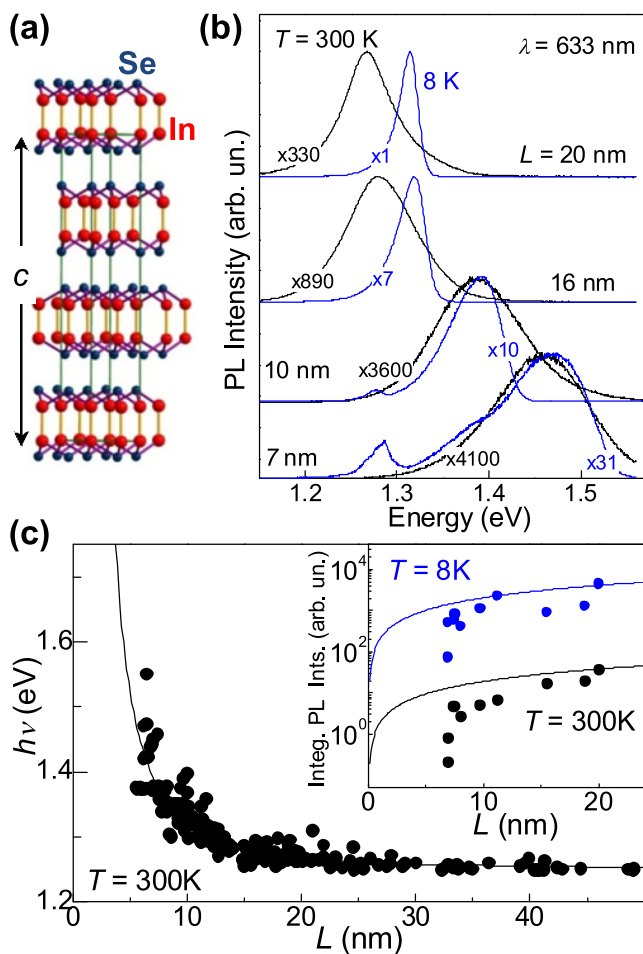 (a)
Se
In
c
(b)
T = 300 K
λ = 633 nm
8 K
x330
x1
L = 20 nm
x890
x7
16 nm
10 nm
x3600
x10
7 nm
x4100
x31
PL Intensity (arb. un.)
1.2 1.3 1.4 1.5
Energy (eV)
(c)
hν (eV)
1.6
1.4
1.2
T = 300K
0 10 20 30 40
L (nm)
Integ. PL Ints. (arb. un.)
10⁴
10²
10⁰
T = 8K
T = 300K
0 10 20
L (nm)